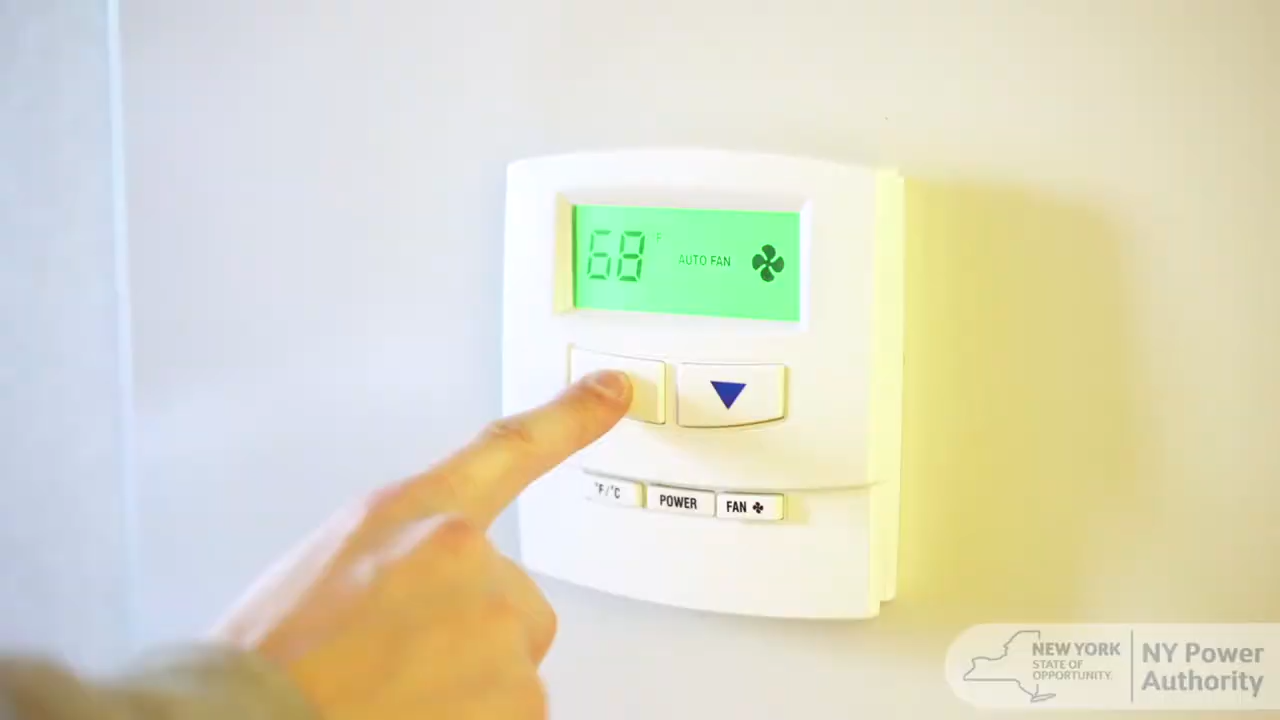 68 F
AUTO FAN
°F/°C
POWER
FAN
NEW YORK
STATE OF
OPPORTUNITY.
NY Power
Authority